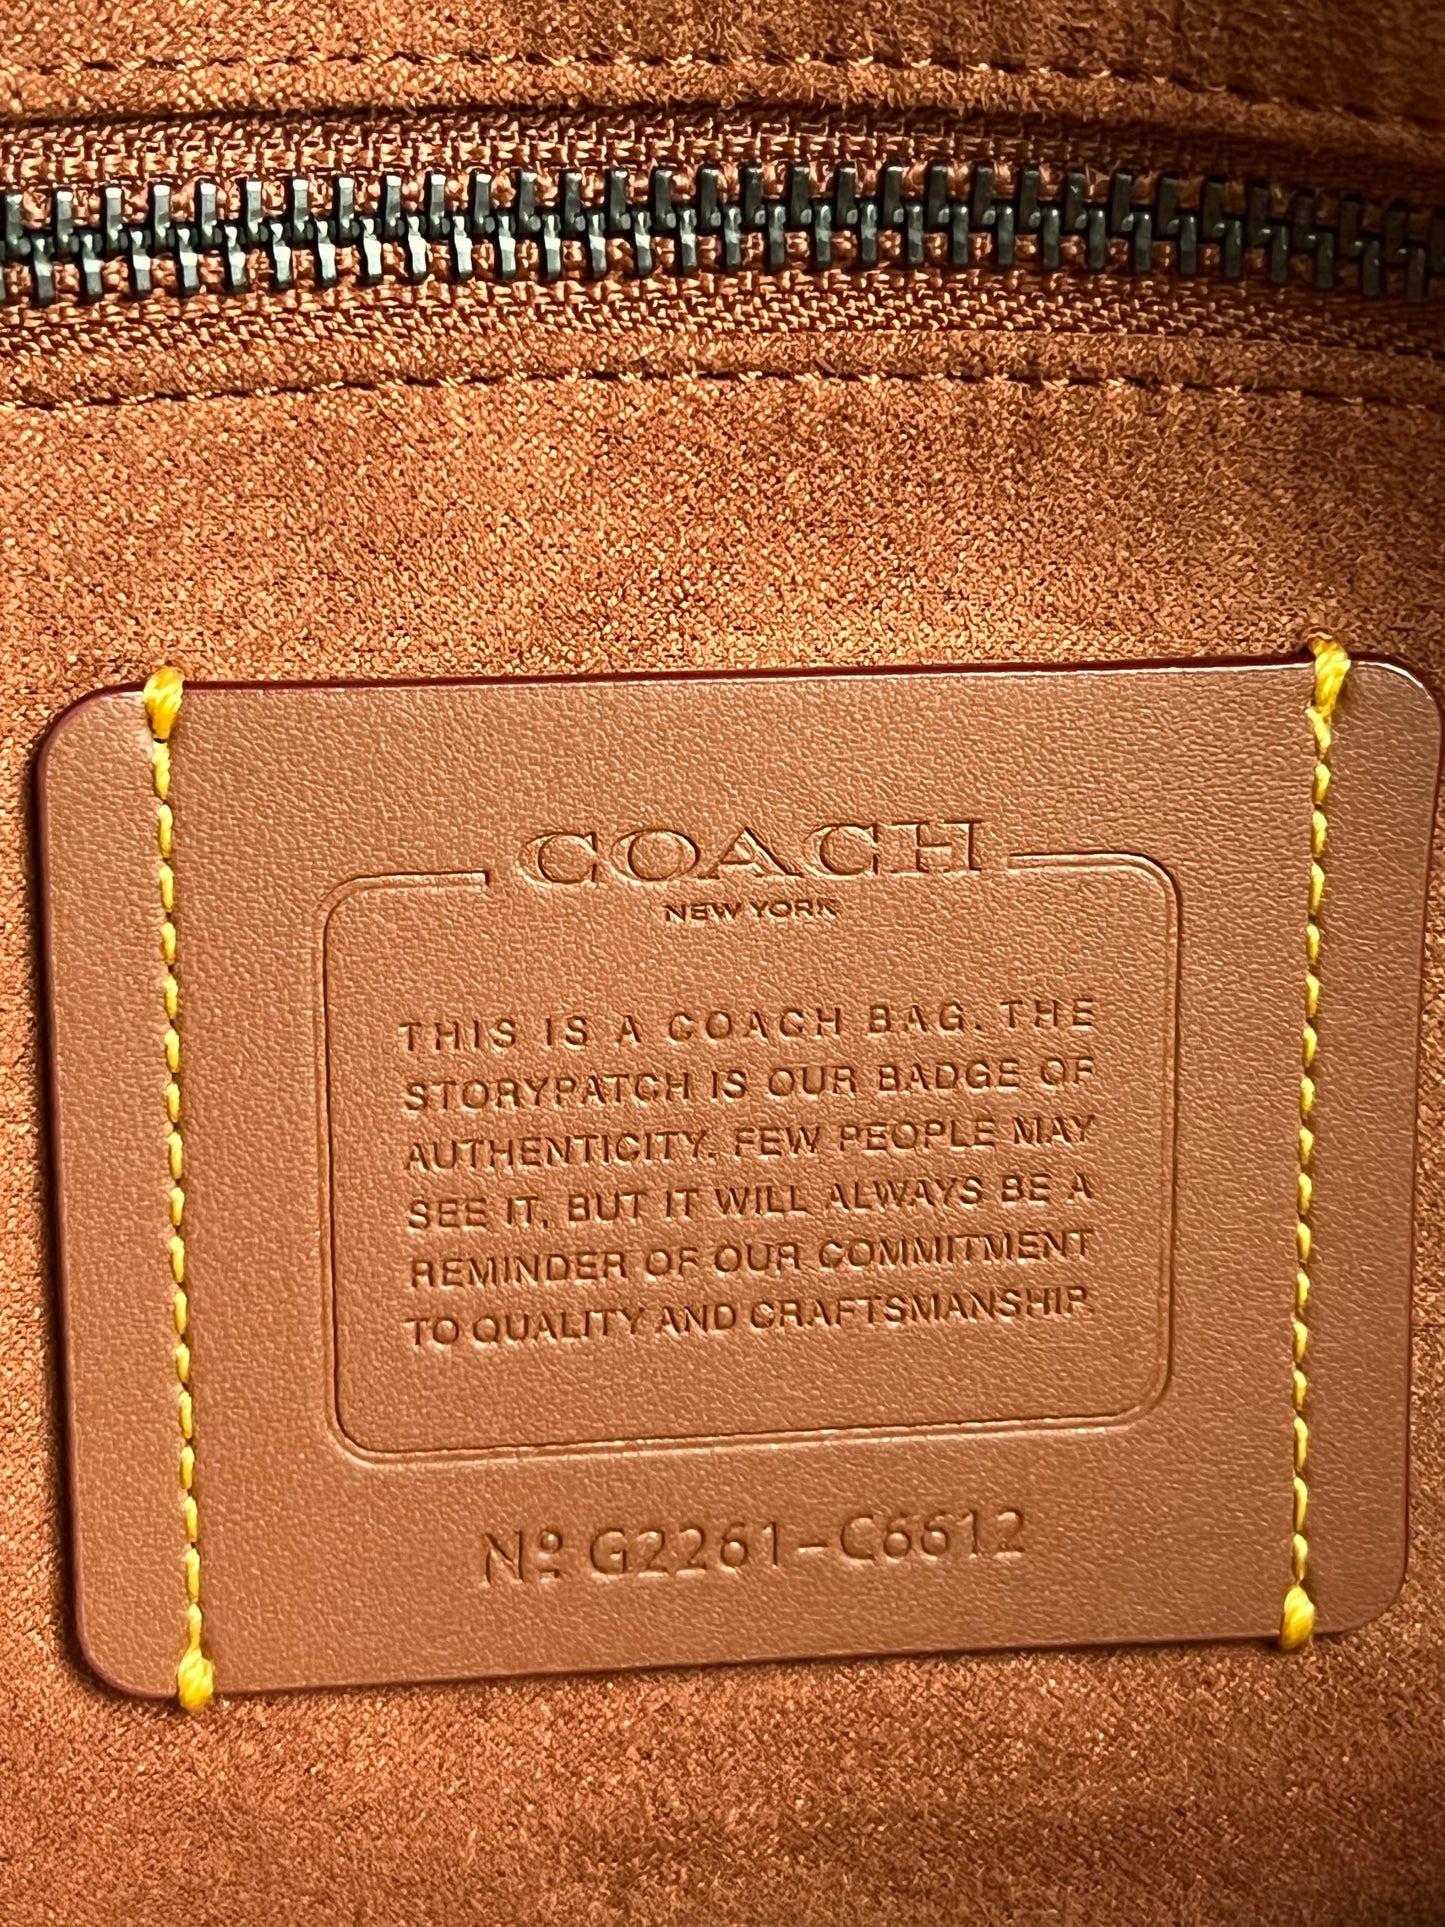 COACH
NEW YORK
THIS IS A COACH BAG. THE
STORYPATCH IS OUR BADGE OF
AUTHENTICITY. FEW PEOPLE MAY
SEE IT, BUT IT WILL ALWAYS BE A
REMINDER OF OUR COMMITMENT
TO QUALITY AND CRAFTSMANSHIP.
Nº G2261-C6612